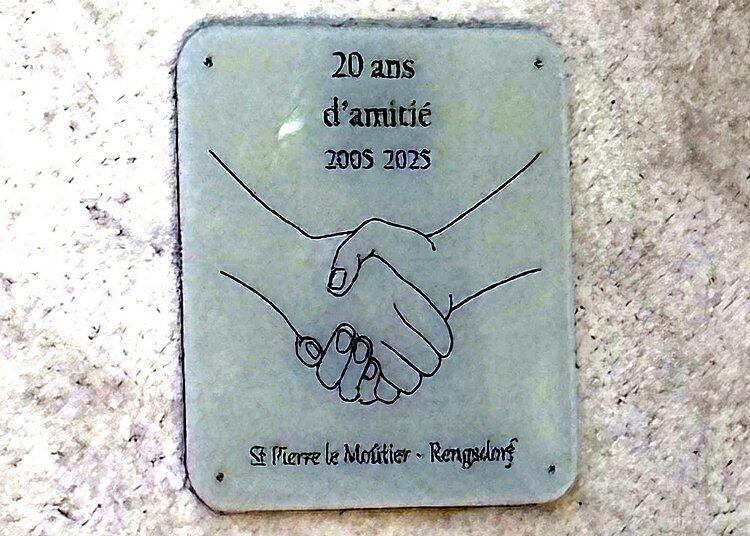 20 ans
d'amitié
2005 2025
St Pierre le Moûtier - Rengsdorf